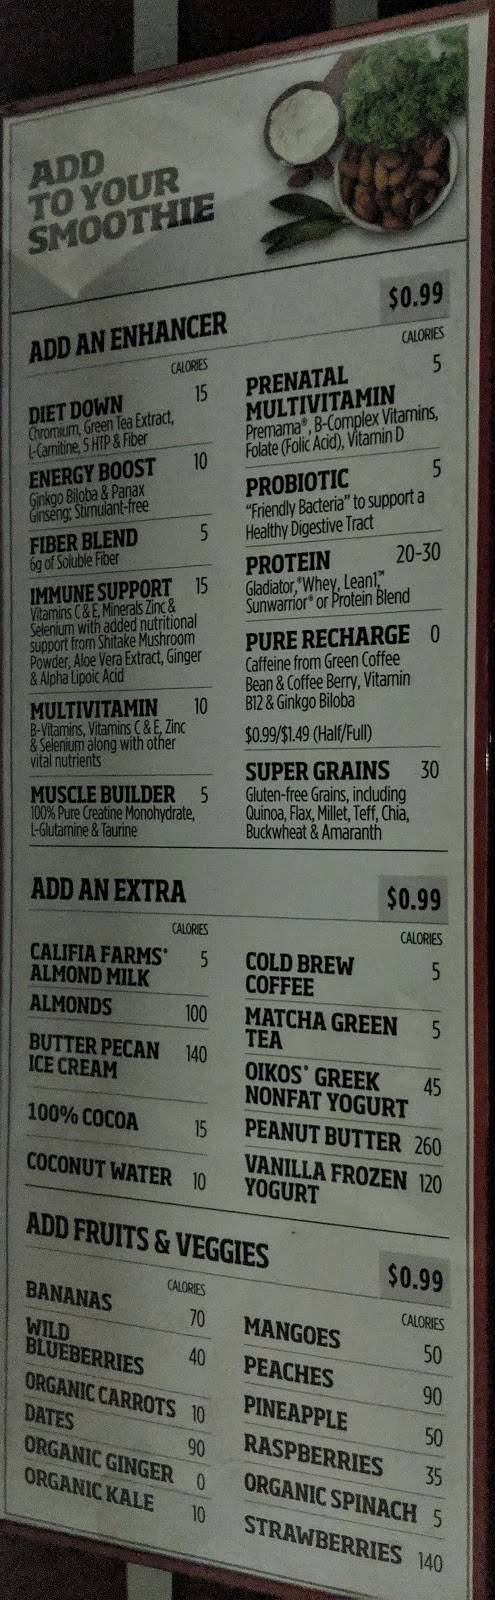 ADD
TO YOUR
SMOOTHIE
ADD AN ENHANCER
$0.99
CALORIES
DIET DOWN 15
Chromium, Green Tea Extract,
L-Carnitine, 5 HTP & Fiber
ENERGY BOOST 10
Ginkgo Biloba & Panax
Ginseng; Stimulant-free
FIBER BLEND 5
6g of Soluble Fiber
IMMUNE SUPPORT 15
Vitamins C & E, Minerals Zinc &
Selenium with added nutritional
support from Shitake Mushroom
Powder, Aloe Vera Extract, Ginger
& Alpha Lipoic Acid
MULTIVITAMIN 10
B-Vitamins, Vitamins C & E, Zinc
& Selenium along with other
vital nutrients
MUSCLE BUILDER 5
100% Pure Creatine Monohydrate,
L-Glutamine & Taurine
CALORIES
PRENATAL 5
MULTIVITAMIN
Premama®, B-Complex Vitamins,
Folate (Folic Acid), Vitamin D
PROBIOTIC 5
"Friendly Bacteria" to support a
Healthy Digestive Tract
PROTEIN 20-30
Gladiator,® Whey, Lean1,™
Sunwarrior® or Protein Blend
PURE RECHARGE 0
Caffeine from Green Coffee
Bean & Coffee Berry, Vitamin
B12 & Ginkgo Biloba
$0.99/$1.49 (Half/Full)
SUPER GRAINS 30
Gluten-free Grains, including
Quinoa, Flax, Millet, Teff, Chia,
Buckwheat & Amaranth
ADD AN EXTRA
$0.99
CALORIES
CALIFIA FARMS® 5
ALMOND MILK
ALMONDS 100
BUTTER PECAN 140
ICE CREAM
100% COCOA 15
COCONUT WATER 10
CALORIES
COLD BREW 5
COFFEE
MATCHA GREEN 5
TEA
OIKOS® GREEK 45
NONFAT YOGURT
PEANUT BUTTER 260
VANILLA FROZEN 120
YOGURT
ADD FRUITS & VEGGIES
$0.99
CALORIES
BANANAS 70
WILD
BLUEBERRIES 40
ORGANIC CARROTS 10
DATES 90
ORGANIC GINGER 0
ORGANIC KALE 10
CALORIES
MANGOES 50
PEACHES 90
PINEAPPLE 50
RASPBERRIES 35
ORGANIC SPINACH 5
STRAWBERRIES 140